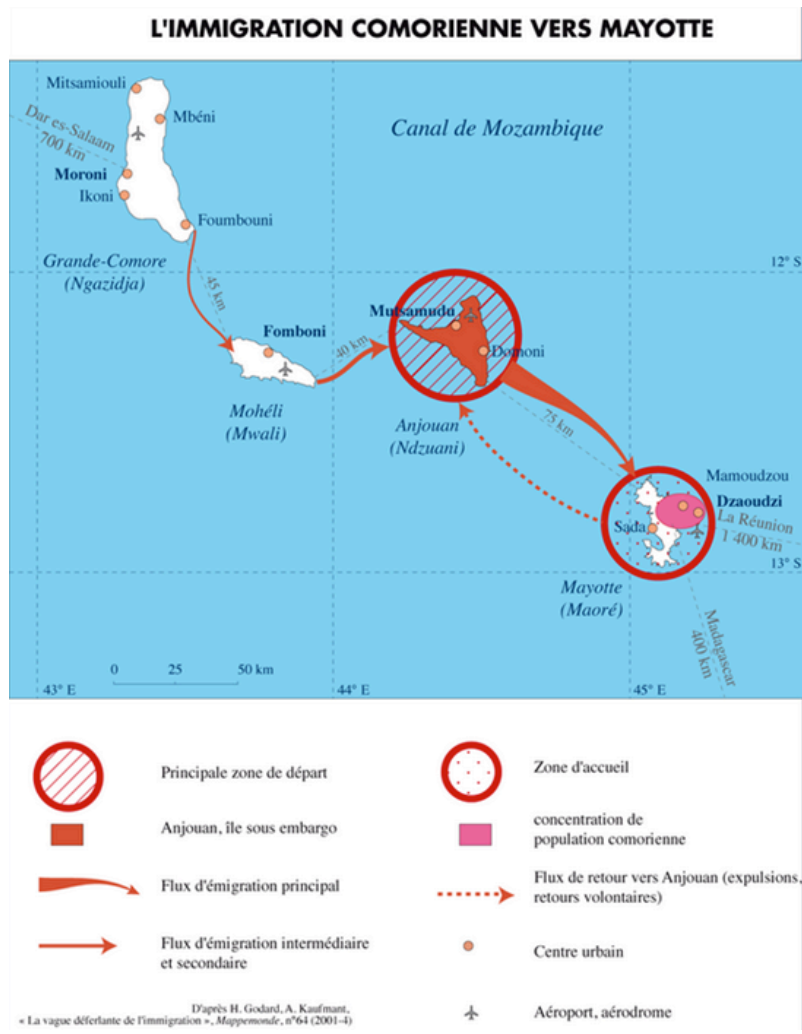 L'IMMIGRATION COMORIENNE VERS MAYOTTE
Mitsamiouli
Mbéni
Dar es-Salaam
700 km
Canal de Mozambique
Moroni
Ikoni
Foumbouni
Grande-Comore
(Ngazidja)
12° S
45 km
Mutsamudu
Fomboni
40 km
Domoni
Mohéli
(Mwali)
Anjouan
(Ndzuani)
75 km
Mamoudzou
Dzaoudzi
Sada
La Réunion
1 400 km
13° S
Mayotte
(Maoré)
Madagascar
400 km
0 25 50 km
43° E
44° E
45° E
Principale zone de départ
Zone d'accueil
Anjouan, île sous embargo
concentration de
population comorienne
Flux d'émigration principal
Flux de retour vers Anjouan (expulsions,
retours volontaires)
Flux d'émigration intermédiaire
et secondaire
Centre urbain
D'après H. Godard, A. Kaufmant,
« La vague déferlante de l'immigration », Mappemonde, n°64 (2001-4)
Aéroport, aérodrome